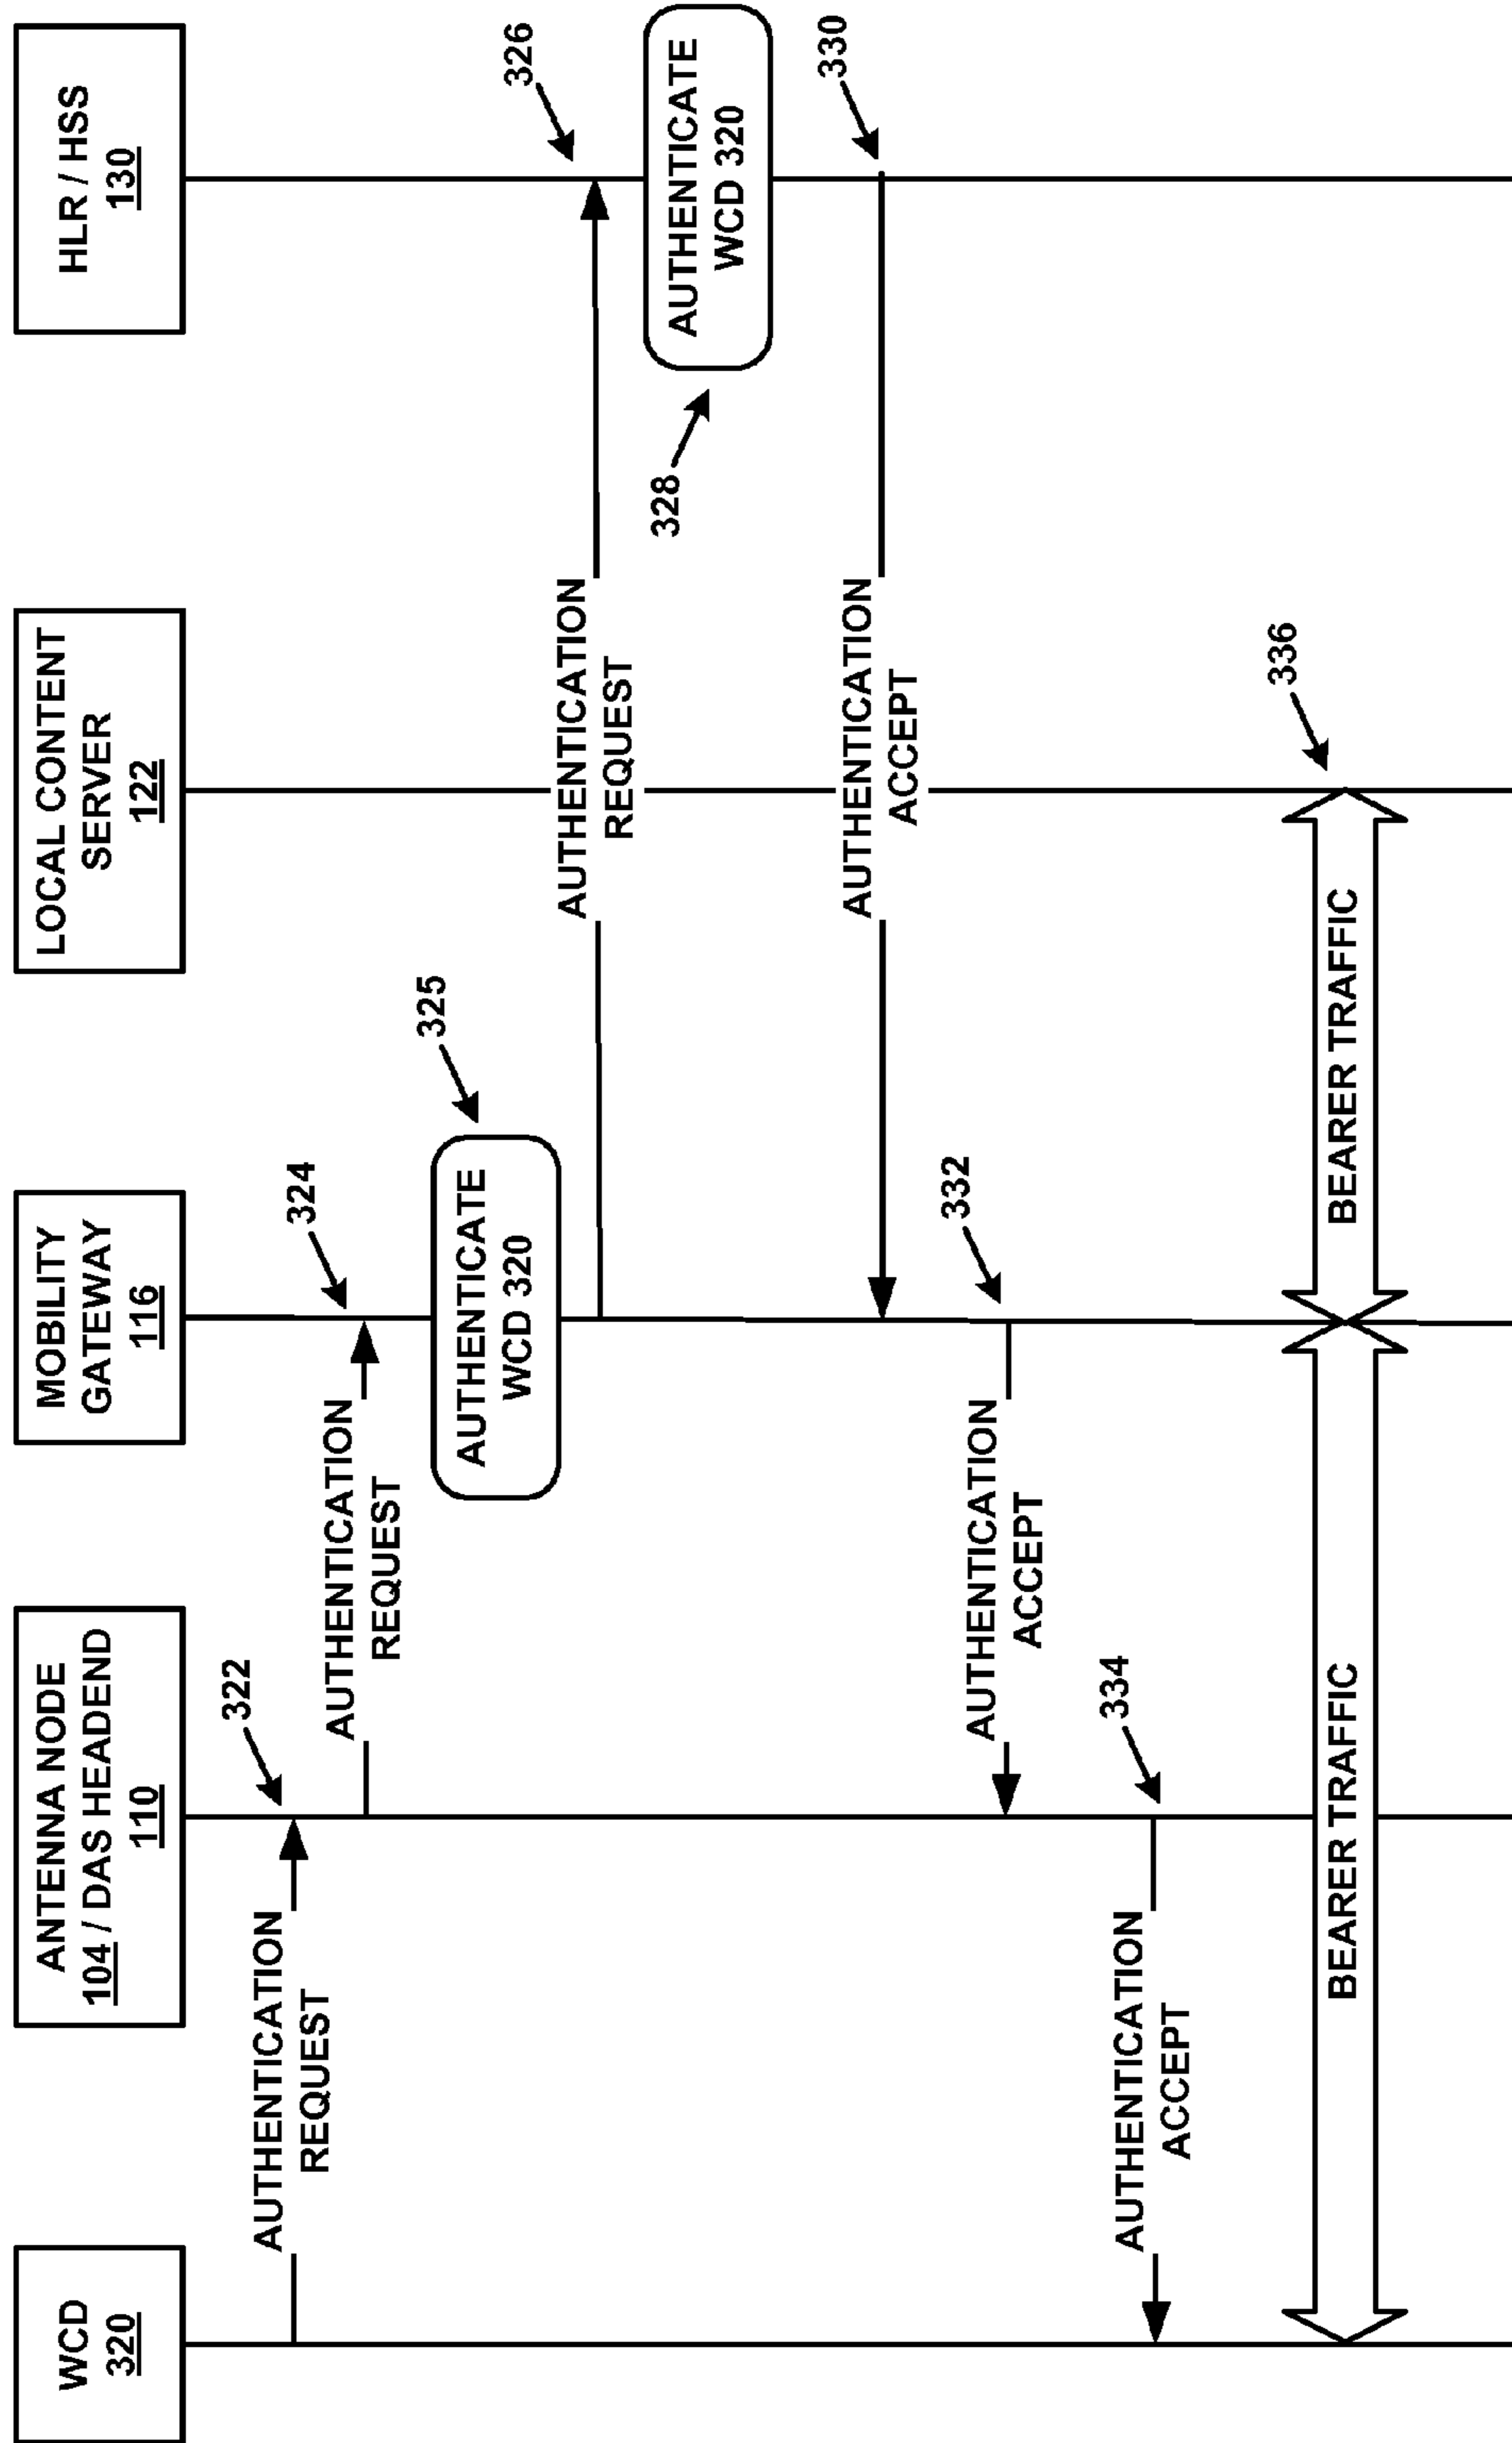 WCD
320
ANTENNA NODE
104 / DAS HEADEND
110
MOBILITY
GATEWAY
116
LOCAL CONTENT
SERVER
122
HLR / HSS
130
AUTHENTICATION
REQUEST
322
AUTHENTICATION
REQUEST
324
AUTHENTICATE
WCD 320
325
AUTHENTICATION
REQUEST
326
AUTHENTICATE
WCD 320
328
AUTHENTICATION
ACCEPT
330
AUTHENTICATION
ACCEPT
332
AUTHENTICATION
ACCEPT
334
BEARER TRAFFIC
BEARER TRAFFIC
336